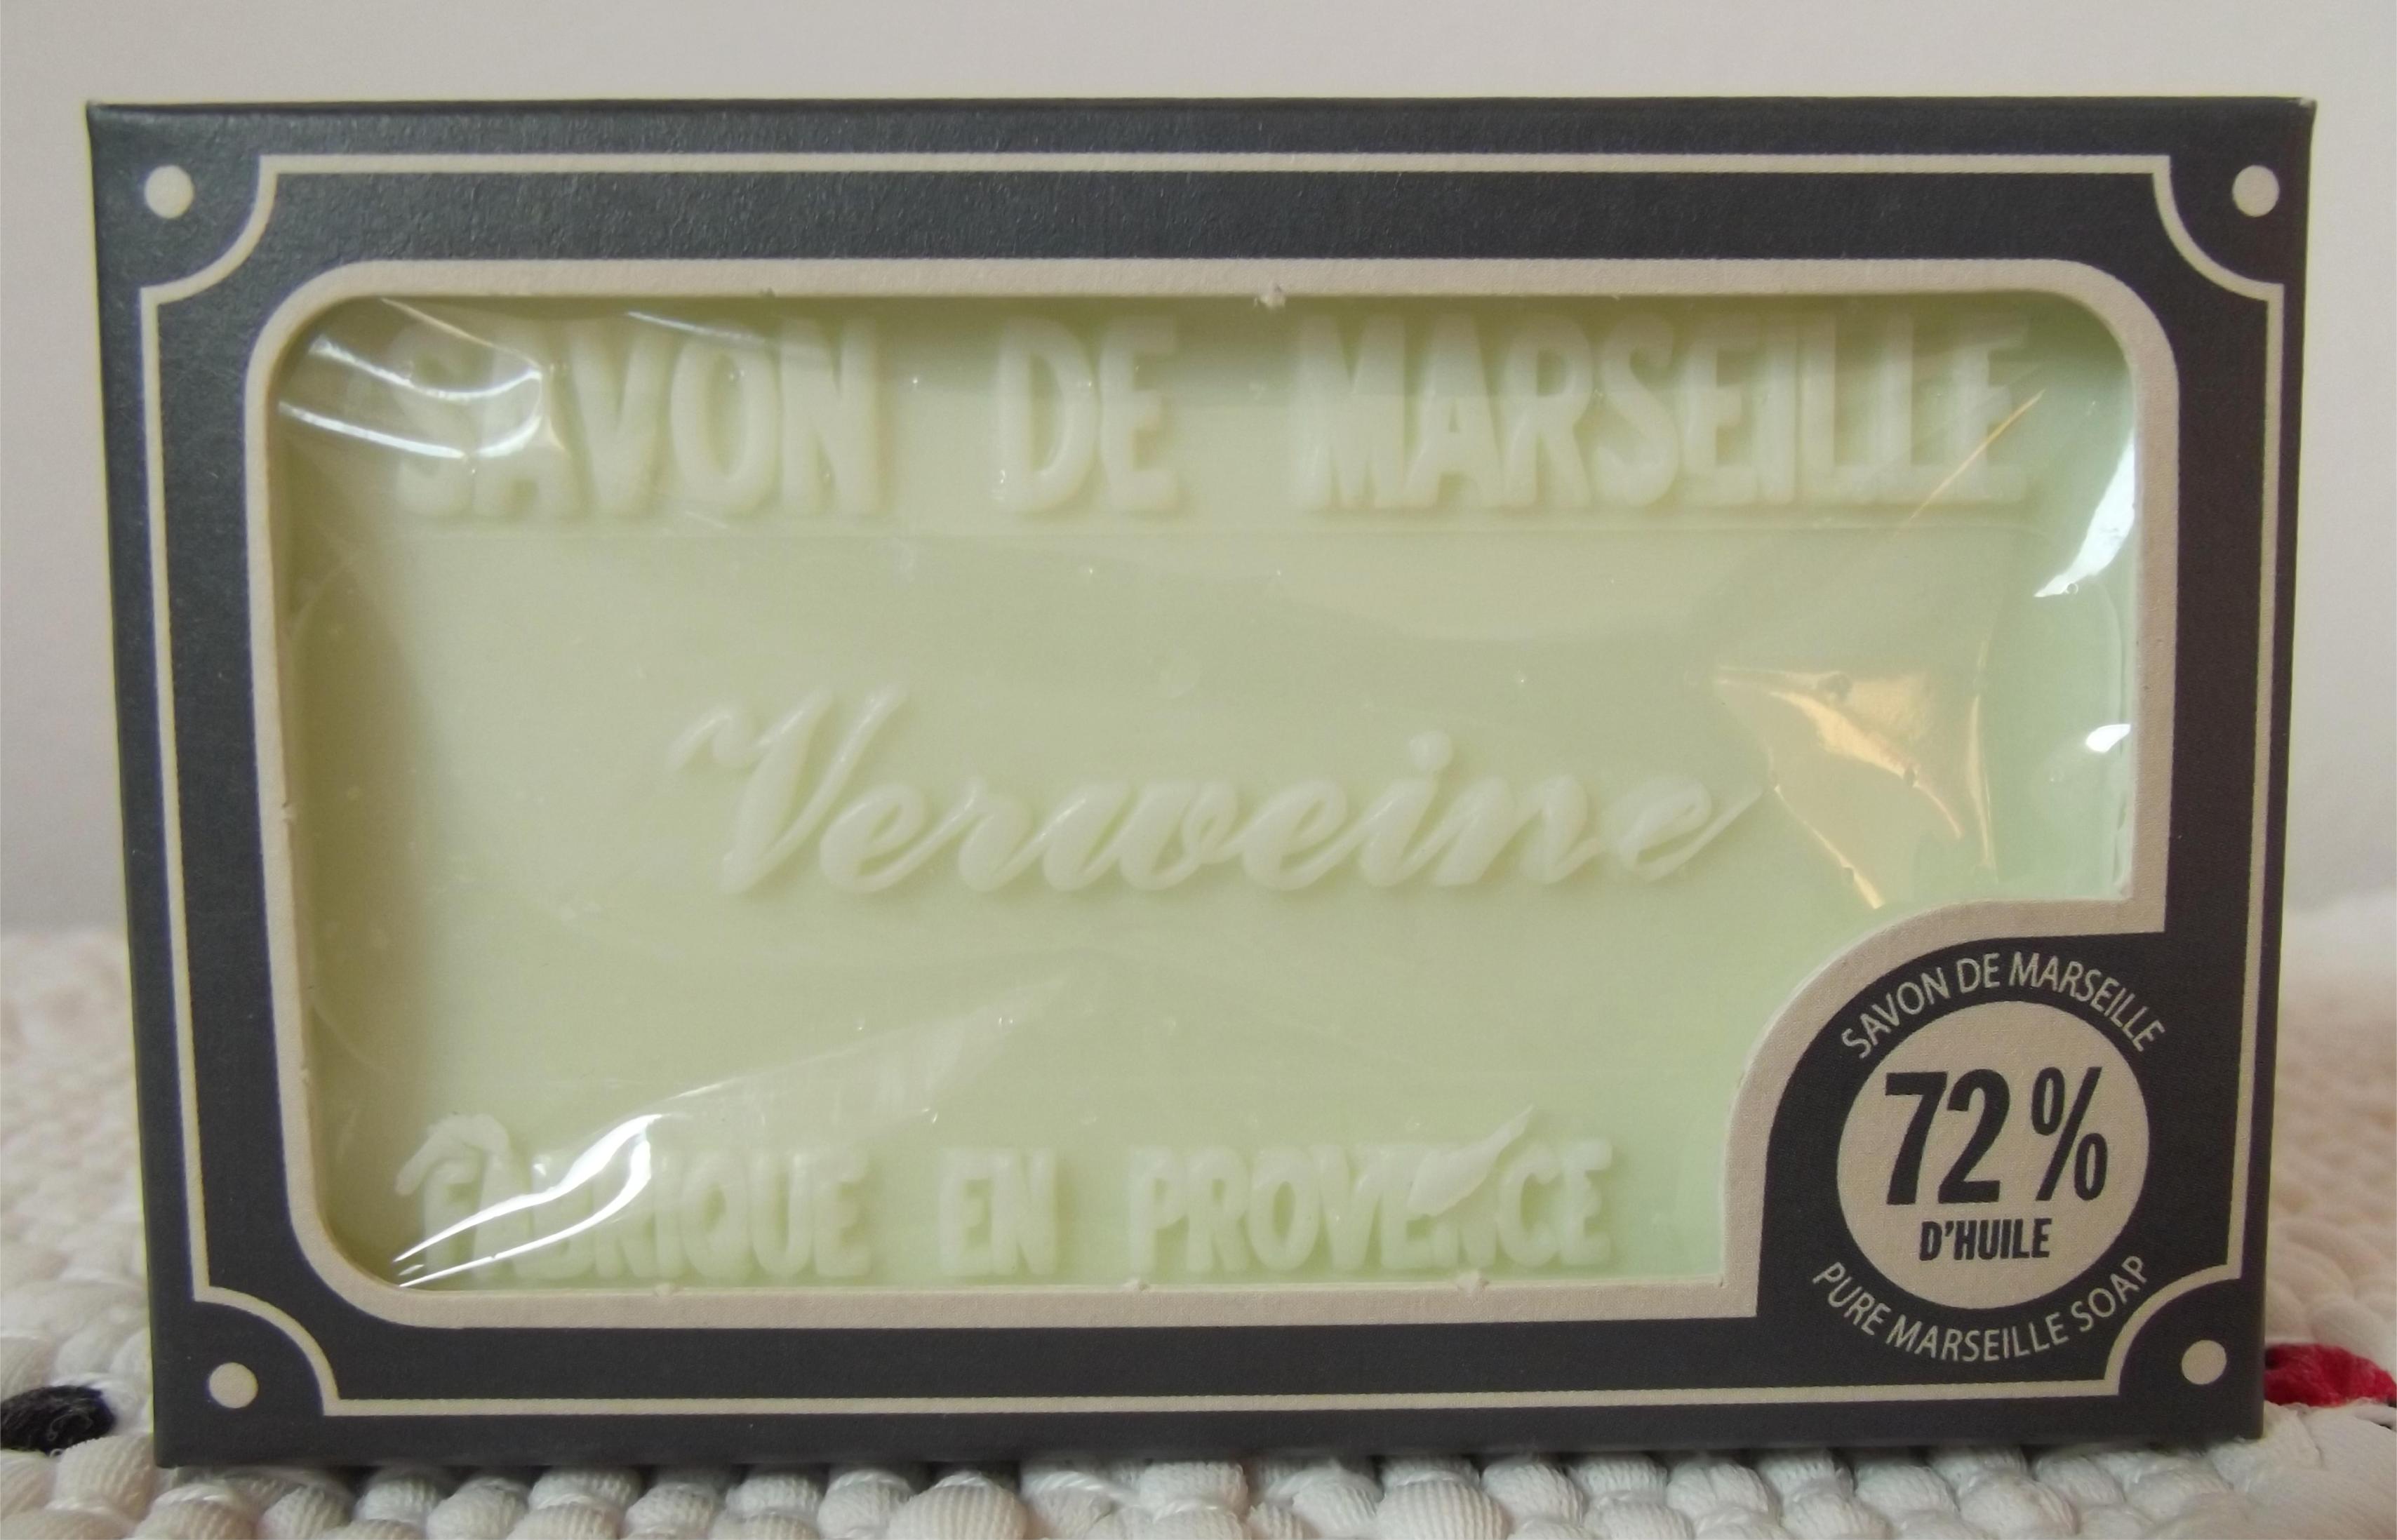 SAVON DE MARSEILLE
Verveine
FABRIQUE EN PROVENCE
SAVON DE MARSEILLE
72 %
D'HUILE
PURE MARSEILLE SOAP